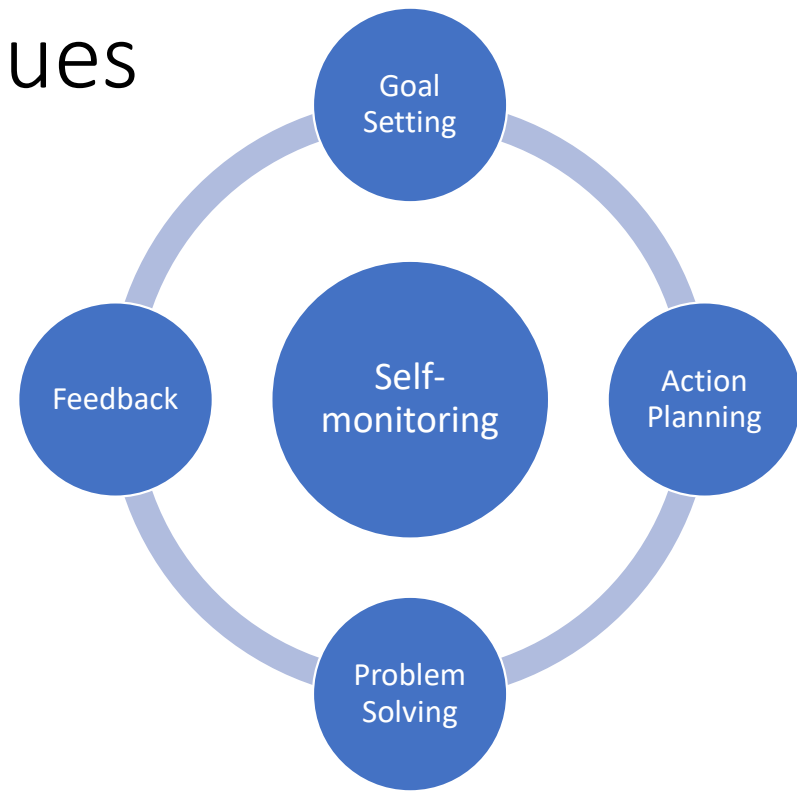 ues
Goal
Setting
Feedback
Self-
monitoring
Action
Planning
Problem
Solving